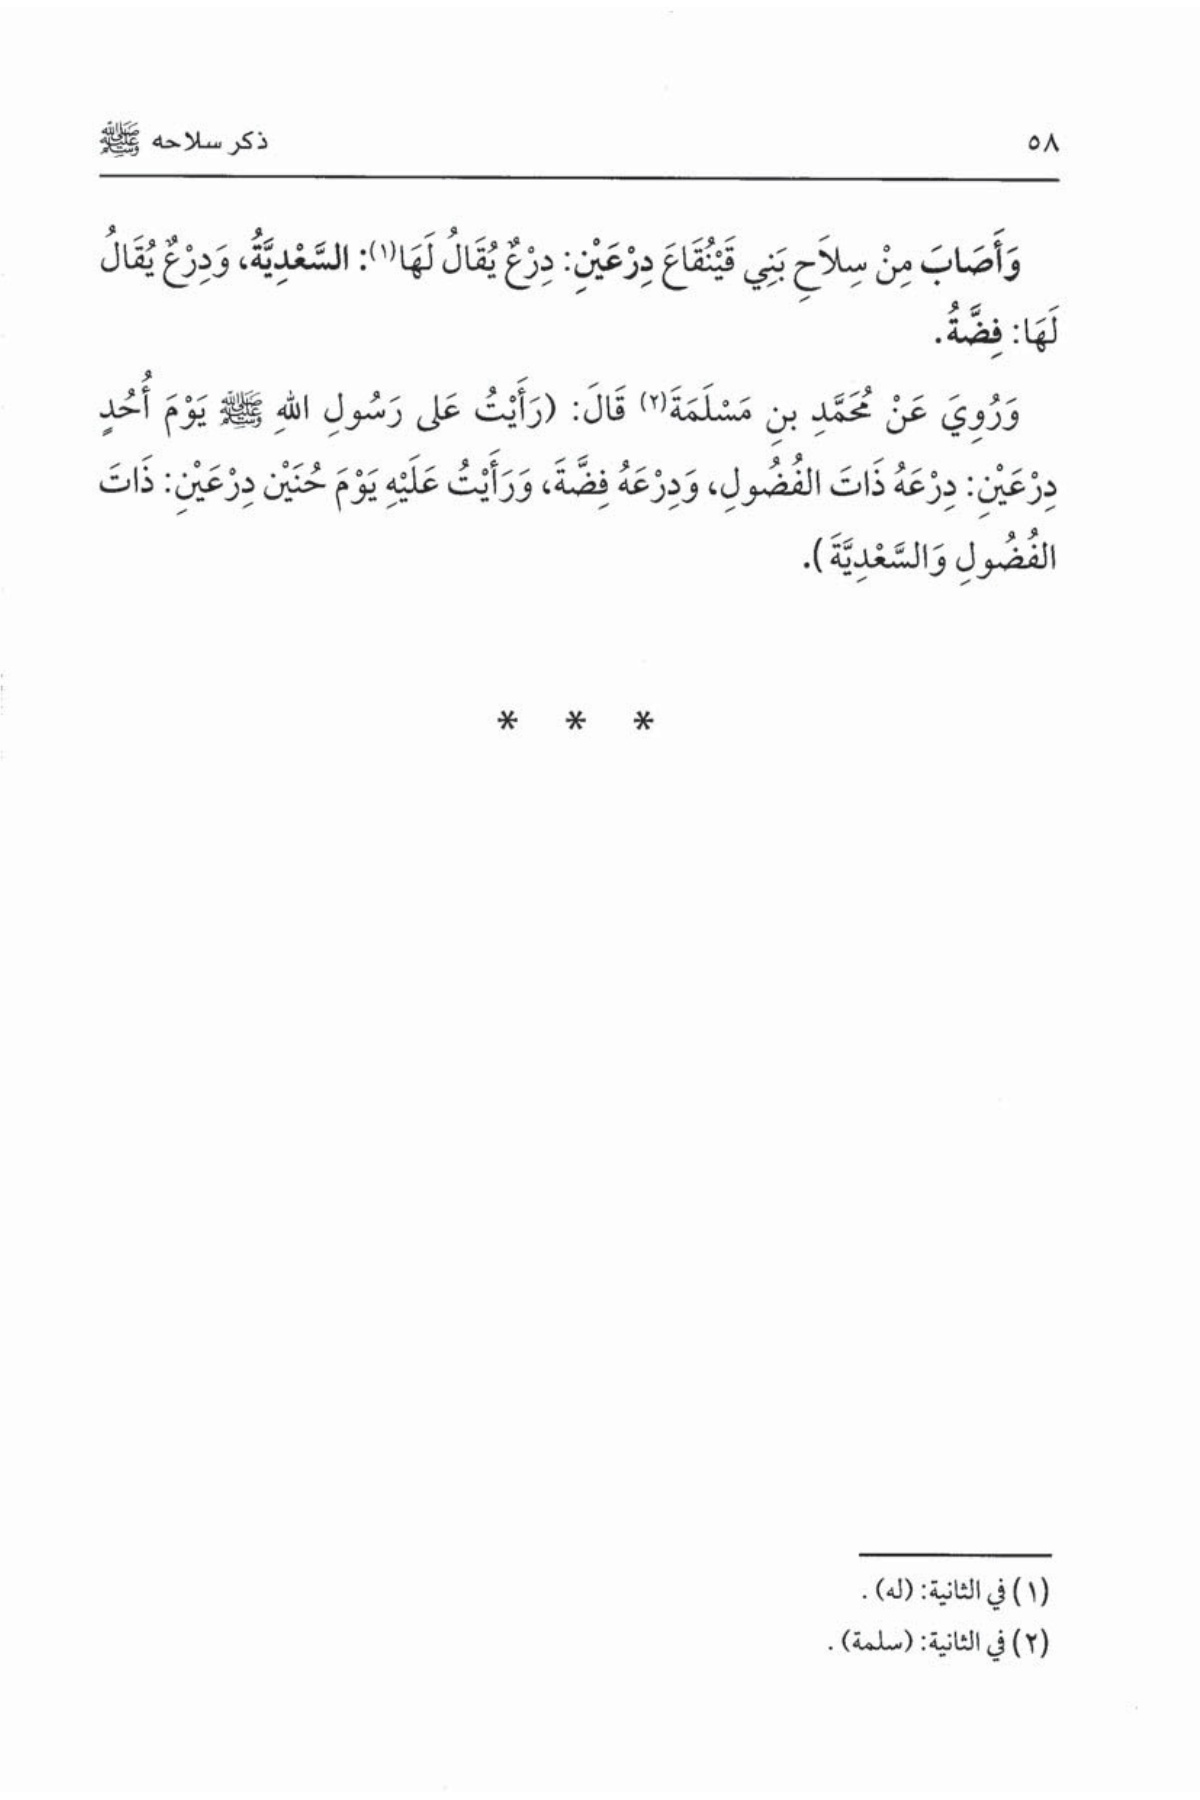 ٥٨
ذكر سلاحه ﷺ
وَأَصَابَ مِنْ سِلاَحِ بَنِي قَيْنُقَاعَ دِرْعَيْنِ: دِرْعٌ يُقَالُ لَهَا(١): السَّعْدِيَّةُ، وَدِرْعٌ يُقَالُ
لَهَا: فِضَّةُ.
وَرُوِيَ عَنْ مُحَمَّدِ بنِ مَسْلَمَةَ(٢) قَالَ: (رَأَيْتُ عَلى رَسُولِ اللهِ ﷺ يَوْمَ أُحُدٍ
دِرْعَيْنِ: دِرْعَهُ ذَاتَ الفُضُولِ، وَدِرْعَهُ فِضَّةَ، وَرَأَيْتُ عَلَيْهِ يَوْمَ حُنَيْن دِرْعَيْنِ: ذَاتَ
الفُضُولِ وَالسَّعْدِيَّةَ).
* * *
(١) في الثانية: (له) .
(٢) في الثانية: (سلمة) .